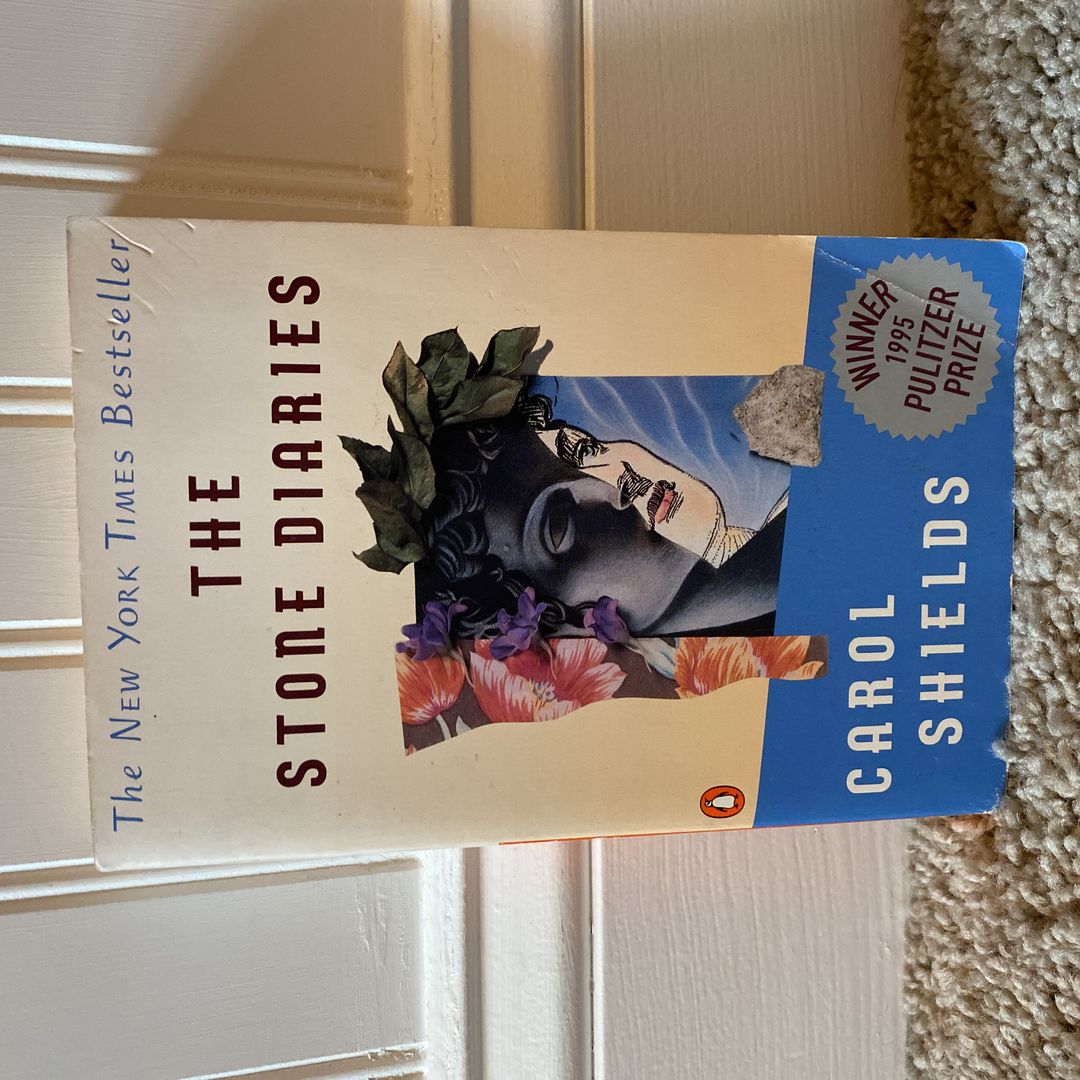 The New York Times Bestseller
THE
STONE DIARIES
CAROL
SHIELDS
WINNER
1995
PULITZER
PRIZE